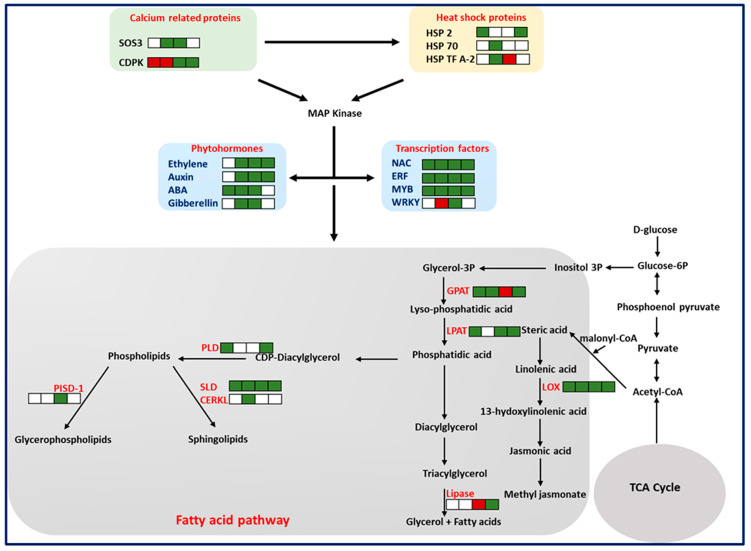 Calcium related proteins
SOS3
CDPK
Heat shock proteins
HSP 2
HSP 70
HSP TF A-2
MAP Kinase
Phytohormones
Ethylene
Auxin
ABA
Gibberellin
Transcription factors
NAC
ERF
MYB
WRKY
D-glucose
Glycerol-3P
Inositol 3P
Glucose-6P
GPAT
Lyso-phosphatidic acid
Phosphoenol pyruvate
LPAT
Steric acid
malonyl-CoA
PLD
Phospholipids
CDP-Diacylglycerol
Phosphatidic acid
Pyruvate
Linolenic acid
PISD-1
SLD
CERKL
LOX
Acetyl-CoA
13-hydoxylinolenic acid
Glycerophospholipids
Sphingolipids
Diacylglycerol
Jasmonic acid
Triacylglycerol
Lipase
Methyl jasmonate
TCA Cycle
Fatty acid pathway
Glycerol + Fatty acids